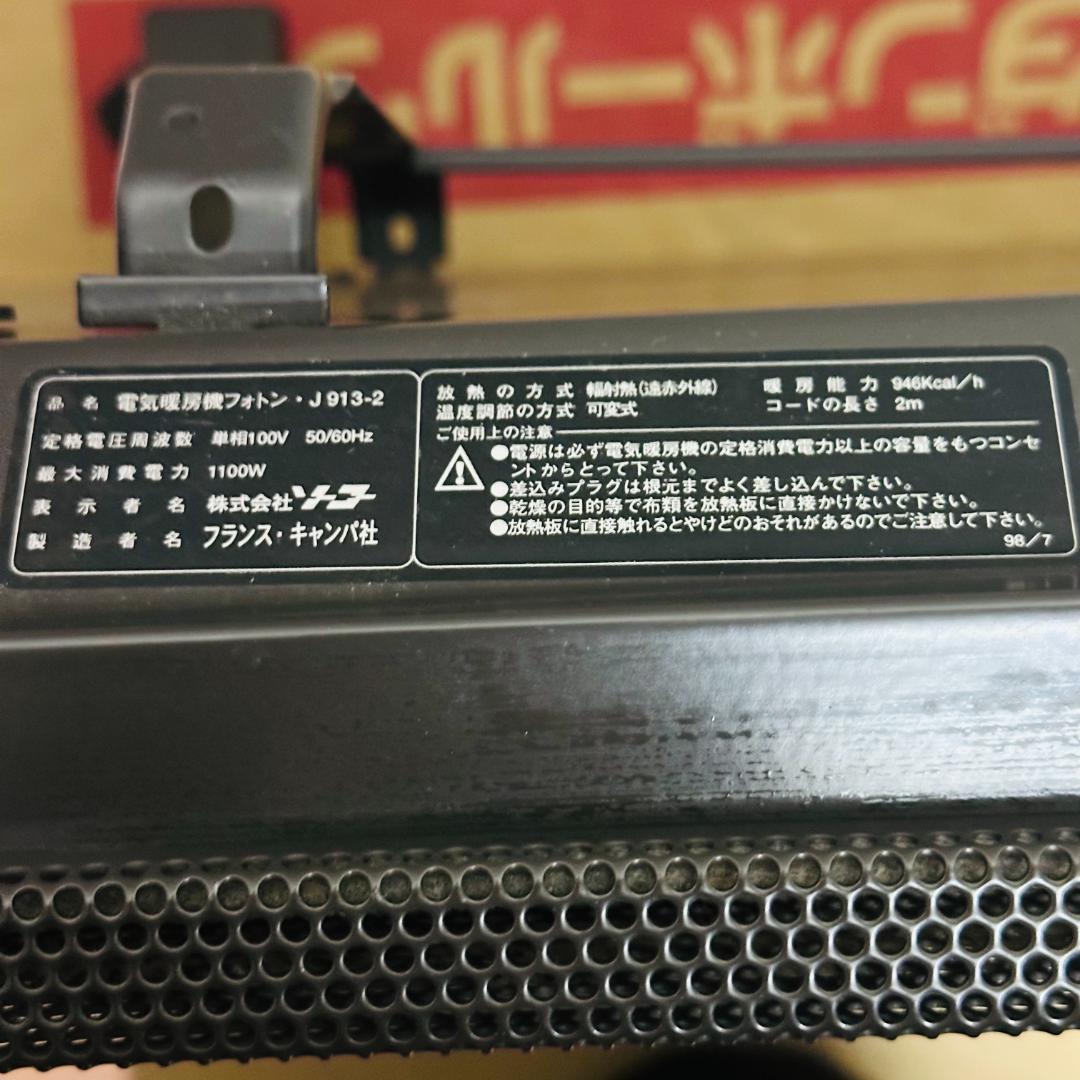 ザンボール
品名 電気暖房機フォトン・J913-2
定格電圧周波数 単相100V 50/60Hz
最大消費電力 1100W
表示者名 株式会社ソーゴー
製造者名 フランス・キャンパ社
放熱の方式 輻射熱(遠赤外線) 暖房能力 946Kcal/h
温度調節の方式 可変式 コードの長さ 2m
ご使用上の注意
●電源は必ず電気暖房機の定格消費電力以上の容量をもつコンセ
ントからとって下さい。
●差込みプラグは根元までよく差し込んで下さい。
●乾燥の目的等で布類を放熱板に直接かけないで下さい。
●放熱板に直接触れるとやけどのおそれがあるのでご注意して下さい。
98/7